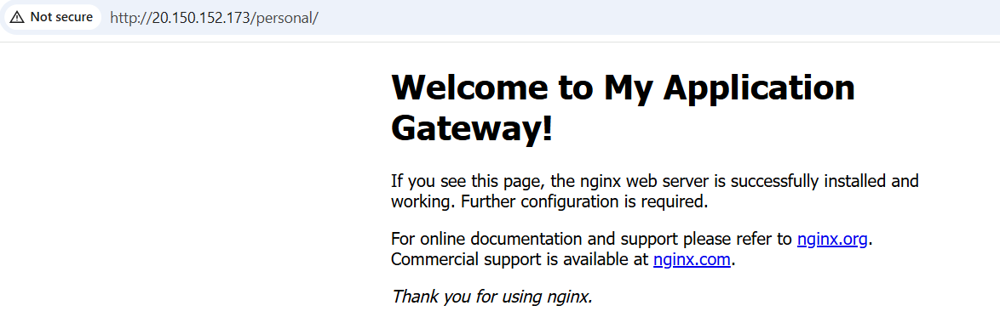 Not secure http://20.150.152.173/personal/
Welcome to My Application
Gateway!
If you see this page, the nginx web server is successfully installed and
working. Further configuration is required.
For online documentation and support please refer to nginx.org.
Commercial support is available at nginx.com.
Thank you for using nginx.